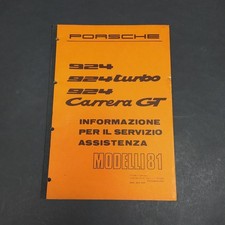 PORSCHE
924
924 turbo
924
Carrera GT
INFORMAZIONE
PER IL SERVIZIO
ASSISTENZA
MODELLI 81